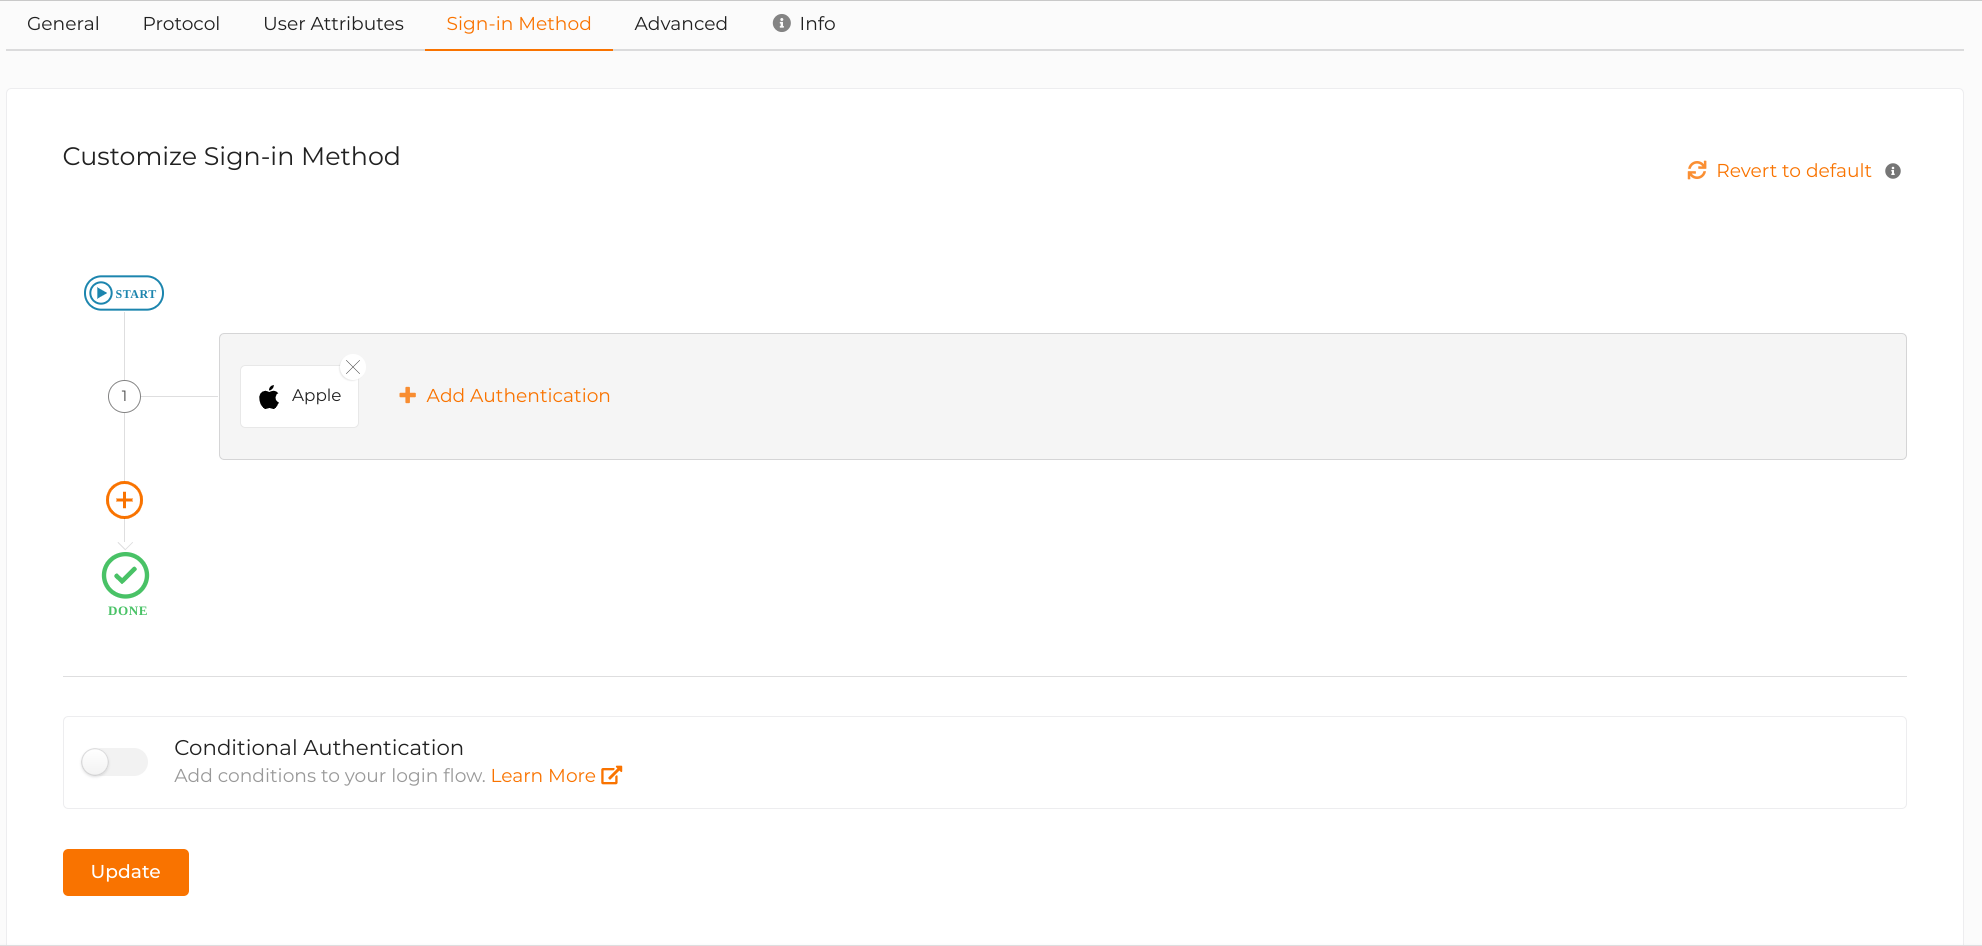 General Protocol User Attributes Sign-in Method Advanced Info
Customize Sign-in Method
Revert to default
START
1
Apple
Add Authentication
DONE
Conditional Authentication
Add conditions to your login flow. Learn More
Update